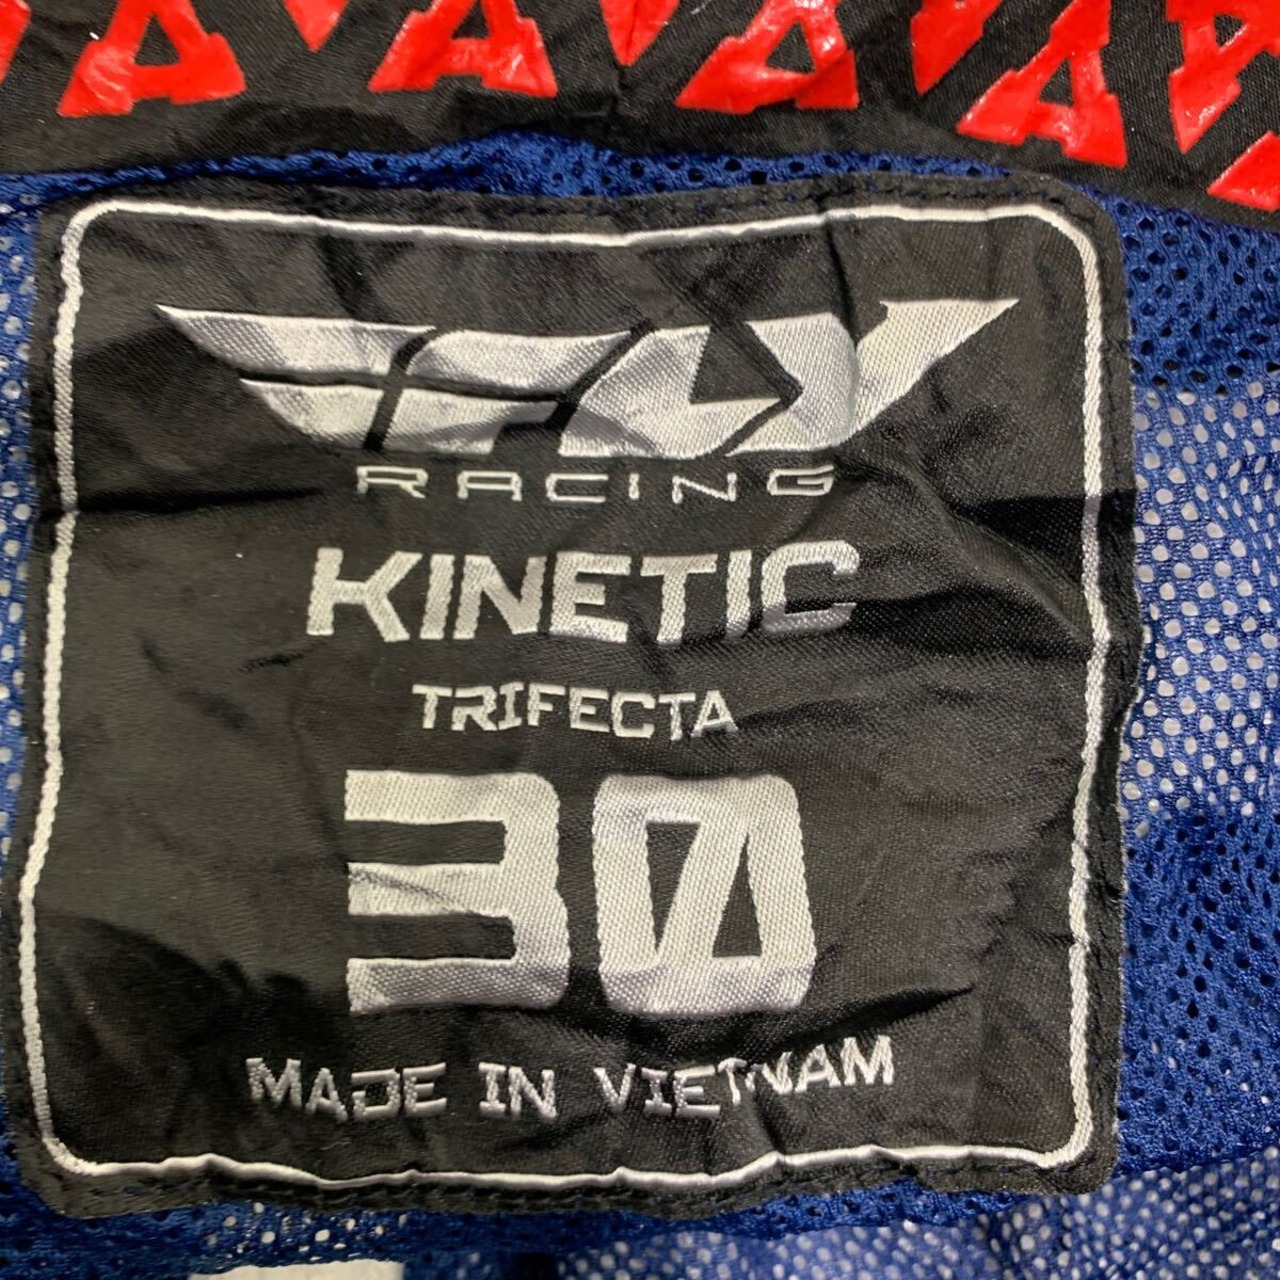 FLY
RACING
KINETIC
TRIFECTA
30
MADE IN VIETNAM